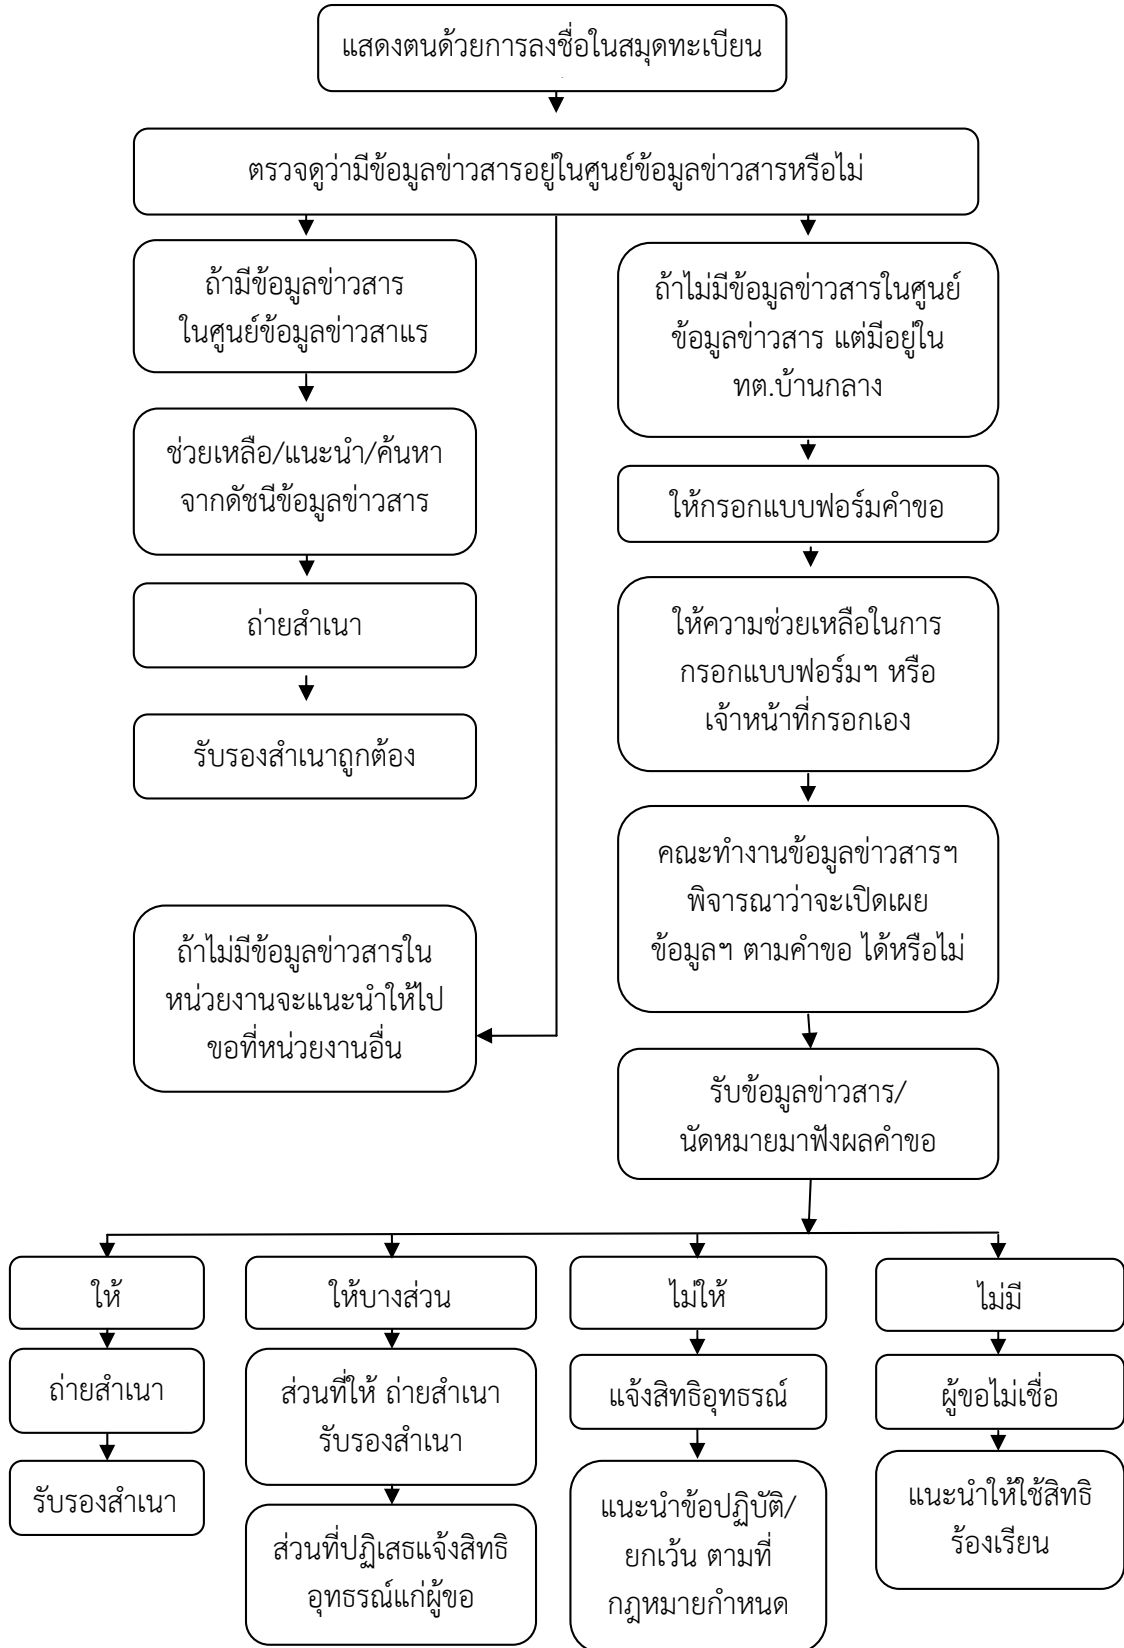 แสดงตนด้วยการลงชื่อในสมุดทะเบียน
ตรวจดูว่ามีข้อมูลข่าวสารอยู่ในศูนย์ข้อมูลข่าวสารหรือไม่
ถ้ามีข้อมูลข่าวสาร
ในศูนย์ข้อมูลข่าวสาแร
ช่วยเหลือ/แนะนำ/ค้นหา
จากดัชนีข้อมูลข่าวสาร
ถ่ายสำเนา
รับรองสำเนาถูกต้อง
ถ้าไม่มีข้อมูลข่าวสารใน
หน่วยงานจะแนะนำให้ไป
ขอที่หน่วยงานอื่น
ถ้าไม่มีข้อมูลข่าวสารในศูนย์
ข้อมูลข่าวสาร แต่มีอยู่ใน
ทต.บ้านกลาง
ให้กรอกแบบฟอร์มคำขอ
ให้ความช่วยเหลือในการ
กรอกแบบฟอร์มฯ หรือ
เจ้าหน้าที่กรอกเอง
คณะทำงานข้อมูลข่าวสารฯ
พิจารณาว่าจะเปิดเผย
ข้อมูลฯ ตามคำขอ ได้หรือไม่
รับข้อมูลข่าวสาร/
นัดหมายมาฟังผลคำขอ
ให้
ถ่ายสำเนา
รับรองสำเนา
ให้บางส่วน
ส่วนที่ให้ ถ่ายสำเนา
รับรองสำเนา
ส่วนที่ปฏิเสธแจ้งสิทธิ
อุทธรณ์แก่ผู้ขอ
ไม่ให้
แจ้งสิทธิอุทธรณ์
แนะนำข้อปฏิบัติ/
ยกเว้น ตามที่
กฎหมายกำหนด
ไม่มี
ผู้ขอไม่เชื่อ
แนะนำให้ใช้สิทธิ
ร้องเรียน